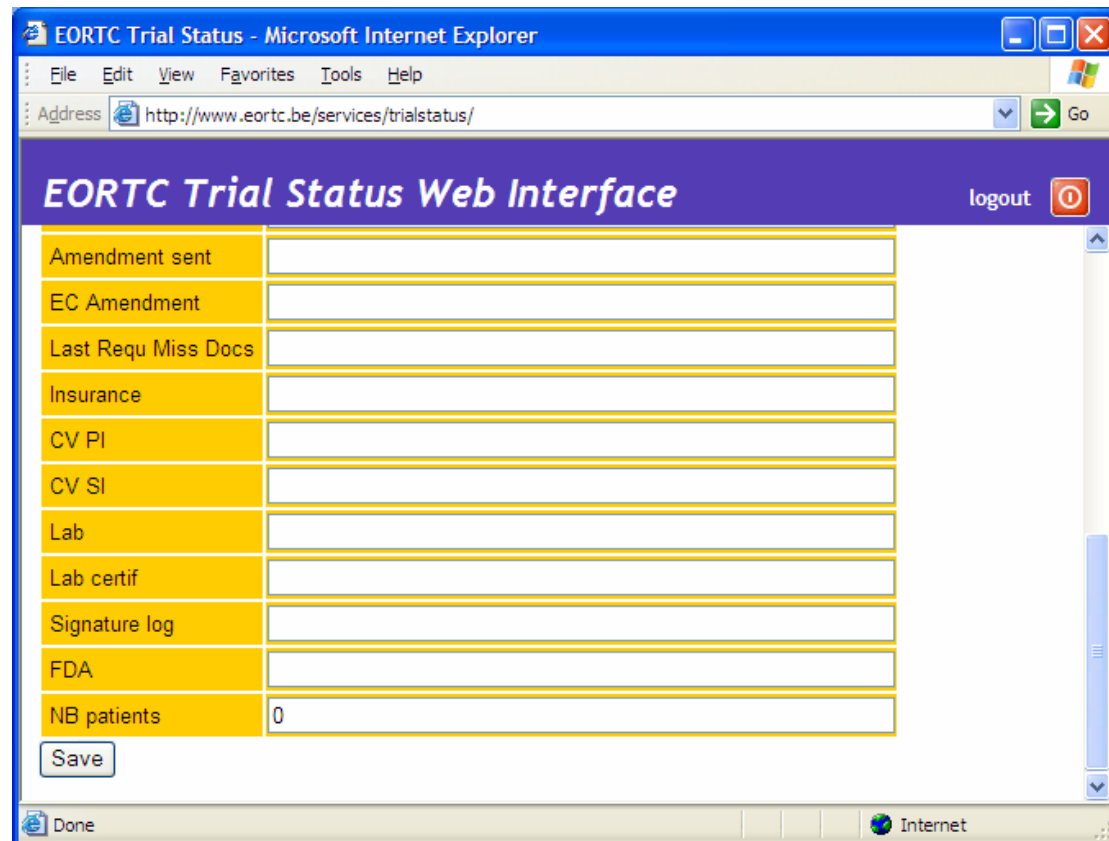 EORTC Trial Status - Microsoft Internet Explorer
File Edit View Favorites Tools Help
Address http://www.eortc.be/services/trialstatus/ Go
EORTC Trial Status Web Interface logout
Amendment sent
EC Amendment
Last Requ Miss Docs
Insurance
CV PI
CV SI
Lab
Lab certif
Signature log
FDA
NB patients 0
Save
Done Internet